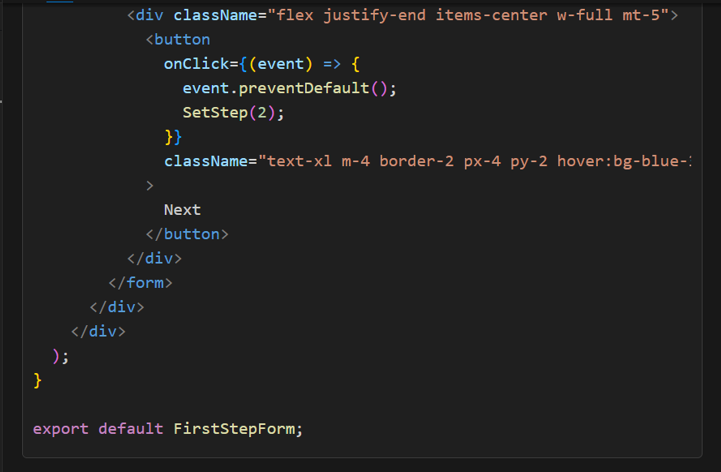 <div className="flex justify-end items-center w-full mt-5">
<button
onClick={(event) => {
event.preventDefault();
SetStep(2);
}}
className="text-xl m-4 border-2 px-4 py-2 hover:bg-blue-
>
Next
</button>
</div>
</form>
</div>
</div>
);
}
export default FirstStepForm;